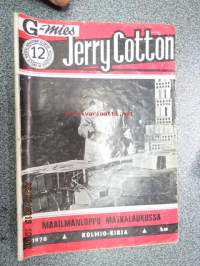 G-mies
12
Jerry Cotton
MAAILMANLOPPU MATKALAUKUSSA
1970 ▲ KOLMIO-KIRJA ▲